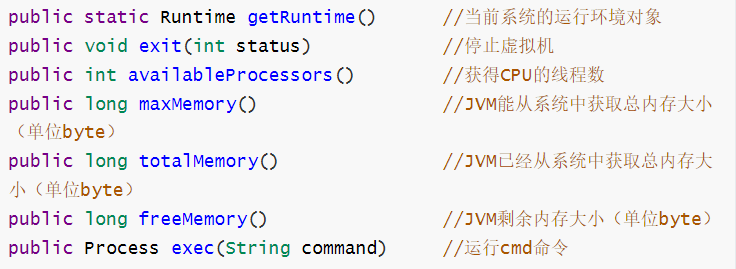 public static Runtime getRuntime() //当前系统的运行环境对象
public void exit(int status) //停止虚拟机
public int availableProcessors() //获得CPU的线程数
public long maxMemory() //JVM能从系统中获取总内存大小
（单位byte）
public long totalMemory() //JVM已经从系统中获取总内存大
小（单位byte）
public long freeMemory() //JVM剩余内存大小（单位byte）
public Process exec(String command) //运行cmd命令